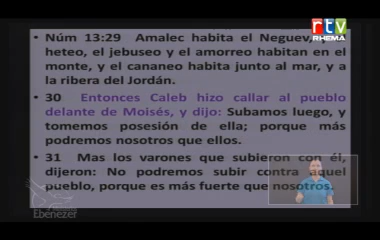 rtv
RHEMA
Núm 13:29 Amalec habita el Neguev,
heteo, el jebuseo y el amorreo habitan en el
monte, y el cananeo habita junto al mar, y a
la ribera del Jordán.
30 Entonces Caleb hizo callar al pueblo
delante de Moisés, y dijo: Subamos luego, y
tomemos posesión de ella; porque más
podremos nosotros que ellos.
31 Mas los varones que subieron con él,
dijeron: No podremos subir contra aquel
pueblo, porque es más fuerte que nosotros.
Ebenezer